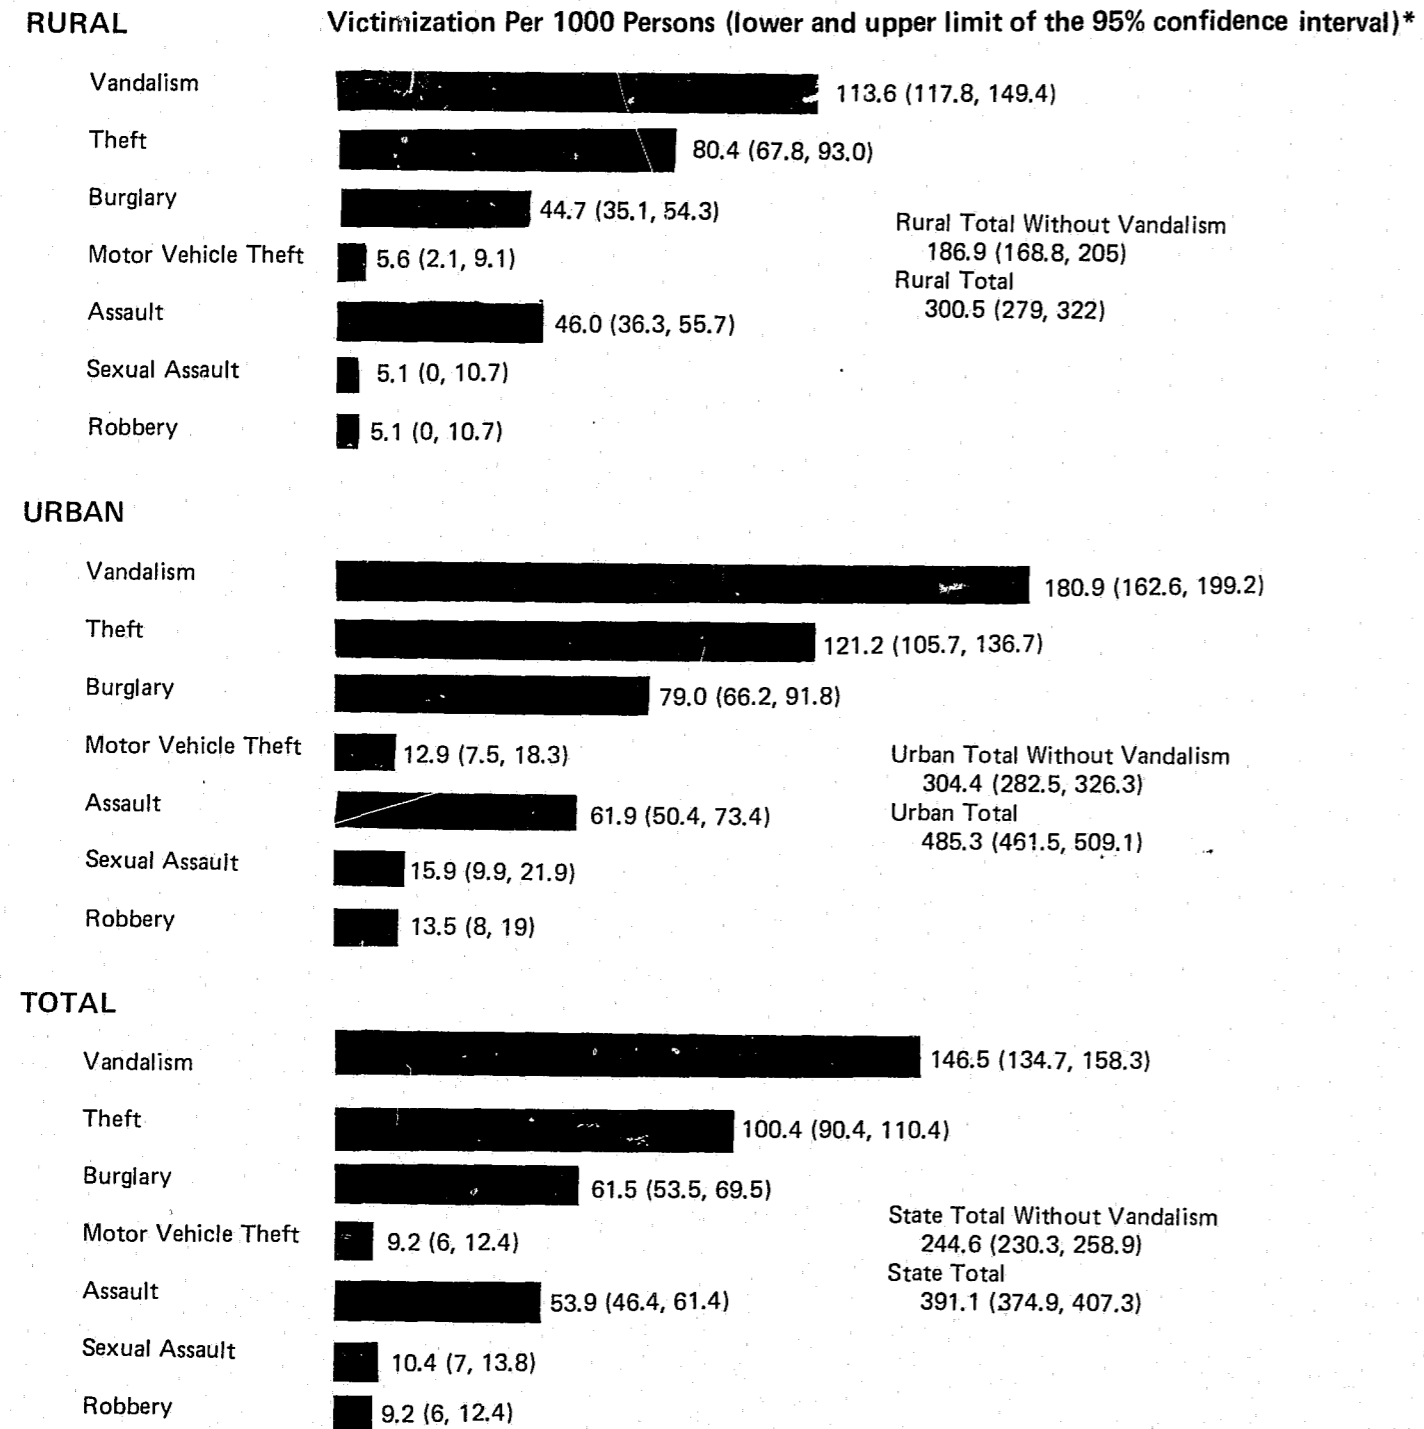 RURAL Victimization Per 1000 Persons (lower and upper limit of the 95% confidence interval)*
Vandalism 113.6 (117.8, 149.4)
Theft 80.4 (67.8, 93.0)
Burglary 44.7 (35.1, 54.3)
Rural Total Without Vandalism
186.9 (168.8, 205)
Motor Vehicle Theft 5.6 (2.1, 9.1)
Rural Total
300.5 (279, 322)
Assault 46.0 (36.3, 55.7)
Sexual Assault 5.1 (0, 10.7)
Robbery 5.1 (0, 10.7)
URBAN
Vandalism 180.9 (162.6, 199.2)
Theft 121.2 (105.7, 136.7)
Burglary 79.0 (66.2, 91.8)
Motor Vehicle Theft 12.9 (7.5, 18.3)
Urban Total Without Vandalism
304.4 (282.5, 326.3)
Assault 61.9 (50.4, 73.4)
Urban Total
485.3 (461.5, 509.1)
Sexual Assault 15.9 (9.9, 21.9)
Robbery 13.5 (8, 19)
TOTAL
Vandalism 146.5 (134.7, 158.3)
Theft 100.4 (90.4, 110.4)
Burglary 61.5 (53.5, 69.5)
State Total Without Vandalism
244.6 (230.3, 258.9)
Motor Vehicle Theft 9.2 (6, 12.4)
State Total
391.1 (374.9, 407.3)
Assault 53.9 (46.4, 61.4)
Sexual Assault 10.4 (7, 13.8)
Robbery 9.2 (6, 12.4)